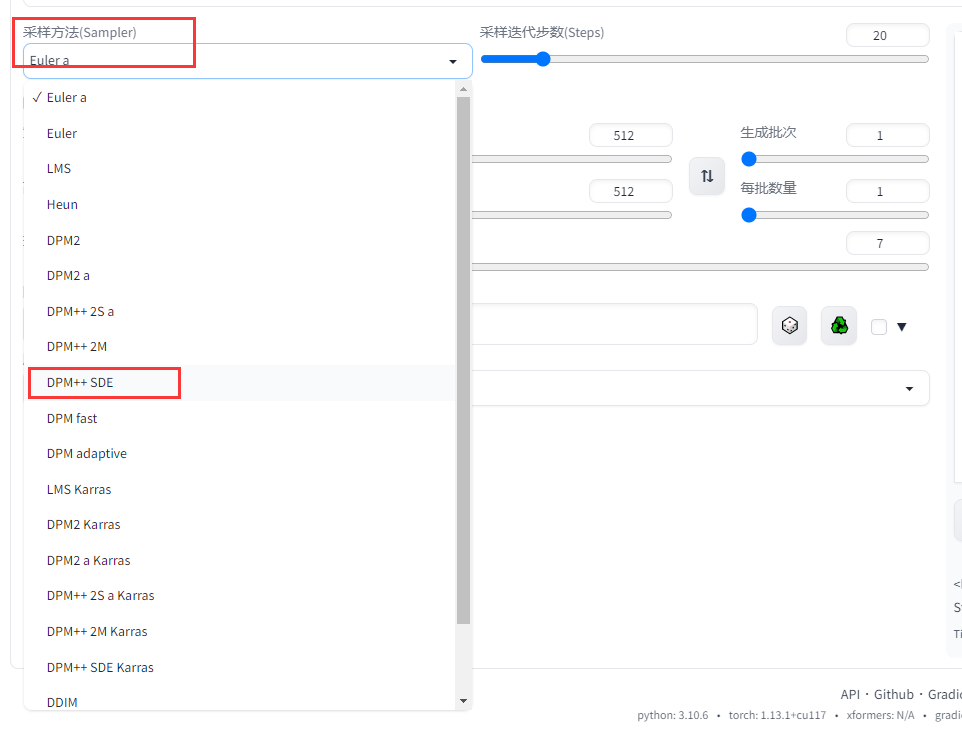 采样方法(Sampler)
采样迭代步数(Steps)
20
Euler a
✓ Euler a
Euler
512
生成批次
1
LMS
512
每批数量
1
Heun
DPM2
7
DPM2 a
DPM++ 2S a
DPM++ 2M
DPM++ SDE
DPM fast
DPM adaptive
LMS Karras
DPM2 Karras
DPM2 a Karras
DPM++ 2S a Karras
DPM++ 2M Karras
DPM++ SDE Karras
DDIM
API · Github · Gradi
python: 3.10.6 • torch: 1.13.1+cu117 • xformers: N/A • gradi